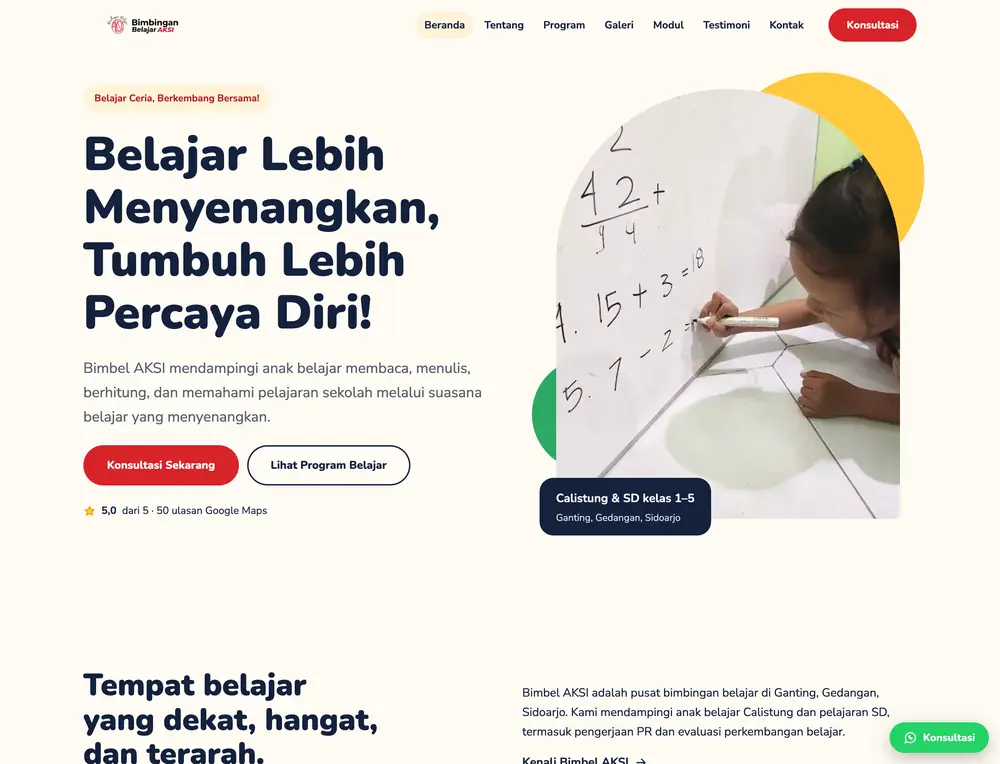 Bimbingan
Belajar AKSI
Beranda
Tentang
Program
Galeri
Modul
Testimoni
Kontak
Konsultasi
Belajar Ceria, Berkembang Bersama!
Belajar Lebih
Menyenangkan,
Tumbuh Lebih
Percaya Diri!
Bimbel AKSI mendampingi anak belajar membaca, menulis,
berhitung, dan memahami pelajaran sekolah melalui suasana
belajar yang menyenangkan.
Konsultasi Sekarang
Lihat Program Belajar
5,0 dari 5 · 50 ulasan Google Maps
2
42 +
94
4. 15 + 3 = 18
5. 7 - 2 =
Calistung & SD kelas 1–5
Ganting, Gedangan, Sidoarjo
Tempat belajar
yang dekat, hangat,
dan terarah.
Bimbel AKSI adalah pusat bimbingan belajar di Ganting, Gedangan,
Sidoarjo. Kami mendampingi anak belajar Calistung dan pelajaran SD,
termasuk pengerjaan PR dan evaluasi perkembangan belajar.
Kenali Bimbel AKSI →
Konsultasi